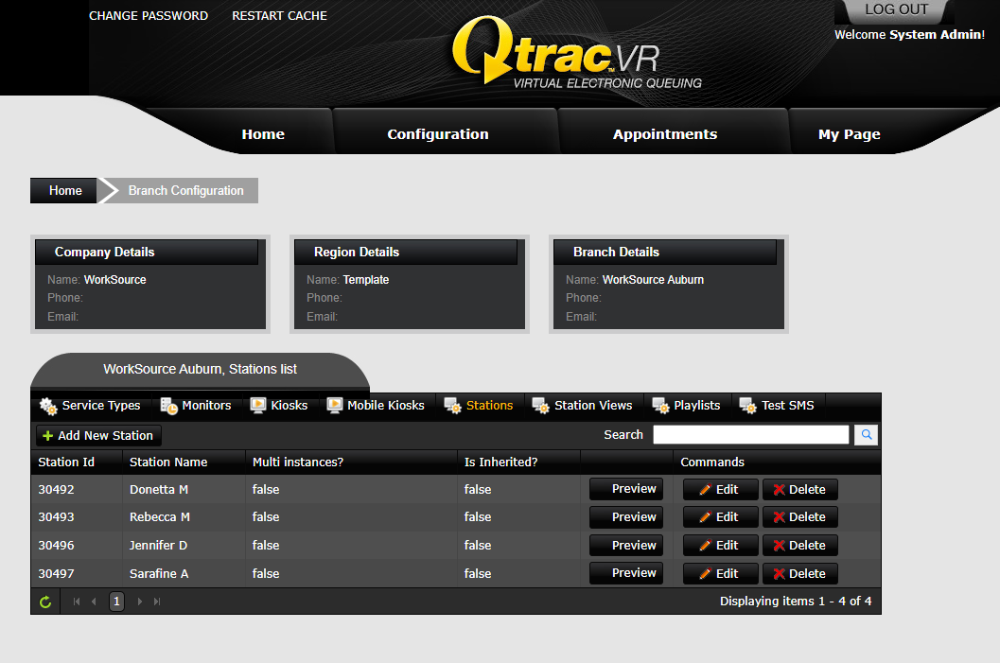 CHANGE PASSWORD RESTART CACHE LOG OUT
Welcome System Admin!
Qtrac VR
TM
VIRTUAL ELECTRONIC QUEUING
Home Configuration Appointments My Page
Home Branch Configuration
Company Details Region Details Branch Details
Name: WorkSource Name: Template Name: WorkSource Auburn
Phone: Phone: Phone:
Email: Email: Email:
WorkSource Auburn, Stations list
Service Types Monitors Kiosks Mobile Kiosks Stations Station Views Playlists Test SMS
Add New Station Search
Station Id Station Name Multi instances? Is Inherited? Commands
30492 Donetta M false false Preview Edit Delete
30493 Rebecca M false false Preview Edit Delete
30496 Jennifer D false false Preview Edit Delete
30497 Sarafine A false false Preview Edit Delete
1 Displaying items 1 - 4 of 4